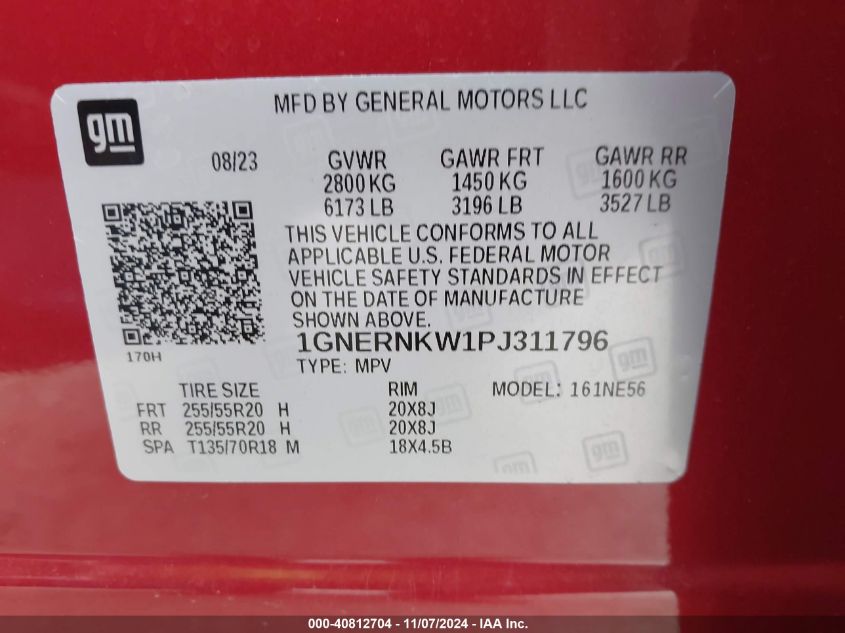 gm
MFD BY GENERAL MOTORS LLC
08/23 GVWR GAWR FRT GAWR RR
2800 KG 1450 KG 1600 KG
6173 LB 3196 LB 3527 LB
THIS VEHICLE CONFORMS TO ALL
APPLICABLE U.S. FEDERAL MOTOR
VEHICLE SAFETY STANDARDS IN EFFECT
ON THE DATE OF MANUFACTURE
SHOWN ABOVE.
170H
1GNERNKW1PJ311796
TYPE: MPV
TIRE SIZE RIM MODEL: 161NE56
FRT 255/55R20 H 20X8J
RR 255/55R20 H 20X8J
SPA T135/70R18 M 18X4.5B
000-40812704 - 11/07/2024 - IAA Inc.